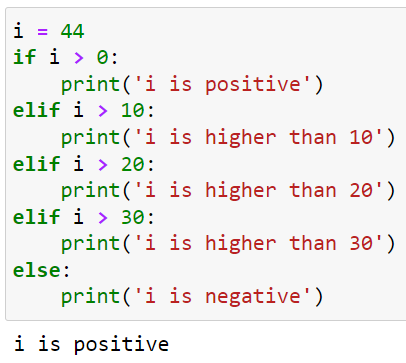 i = 44
if i > 0:
    print('i is positive')
elif i > 10:
    print('i is higher than 10')
elif i > 20:
    print('i is higher than 20')
elif i > 30:
    print('i is higher than 30')
else:
    print('i is negative')
i is positive